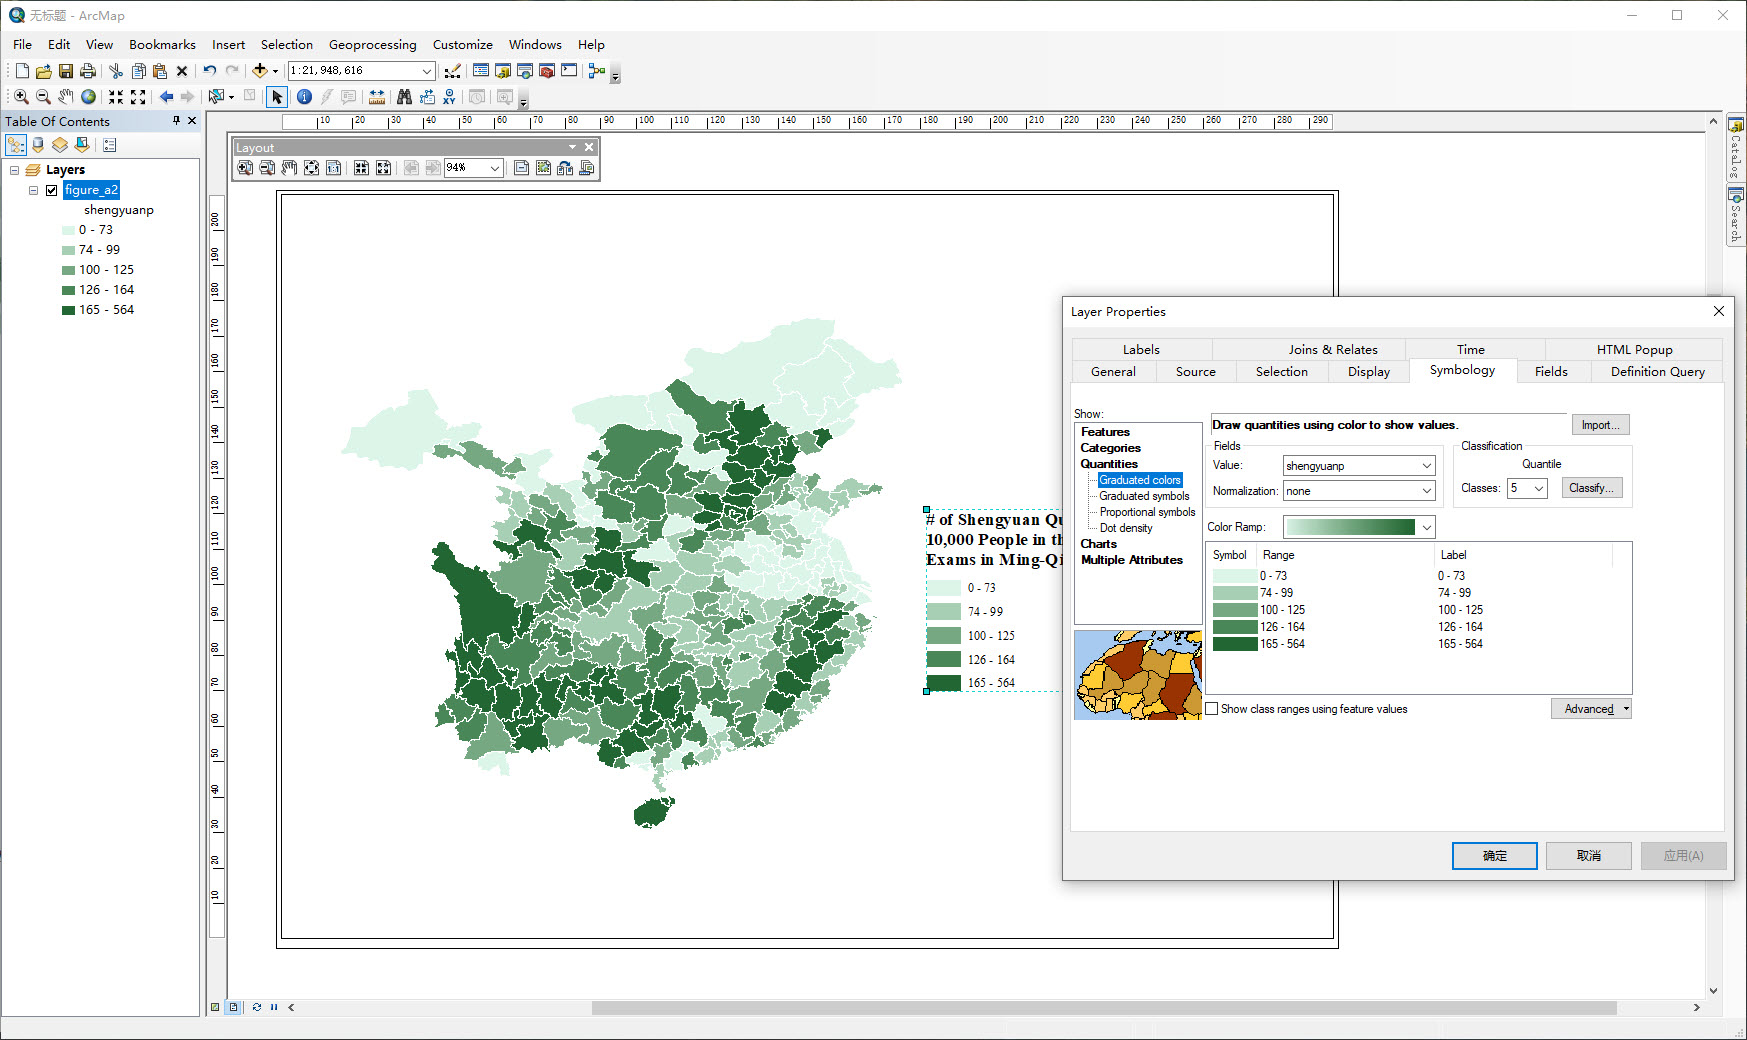 无标题 - ArcMap
File Edit View Bookmarks Insert Selection Geoprocessing Customize Windows Help
1:21,948,616
Table Of Contents
Layers
figure_a2
shengyuanp
0 - 73
74 - 99
100 - 125
126 - 164
165 - 564
10 20 30 40 50 60 70 80 90 100 110 120 130 140 150 160 170 180 190 200 210 220 230 240 250 260 270 280 290
Layout
94%
200
190
180
170
160
150
140
130
120
110
100
90
80
70
60
50
40
30
20
10
# of Shengyuan Qu
10,000 People in th
Exams in Ming-Qi
0 - 73
74 - 99
100 - 125
126 - 164
165 - 564
Catalog
Search
Layer Properties
Labels Joins & Relates Time HTML Popup
General Source Selection Display Symbology Fields Definition Query
Show:
Features
Categories
Quantities
Graduated colors
Graduated symbols
Proportional symbols
Dot density
Charts
Multiple Attributes
Draw quantities using color to show values.
Import...
Fields
Value: shengyuanp
Normalization: none
Classification
Quantile
Classes: 5 Classify...
Color Ramp:
Symbol Range Label
0 - 73 0 - 73
74 - 99 74 - 99
100 - 125 100 - 125
126 - 164 126 - 164
165 - 564 165 - 564
Show class ranges using feature values
Advanced
确定 取消 应用(A)